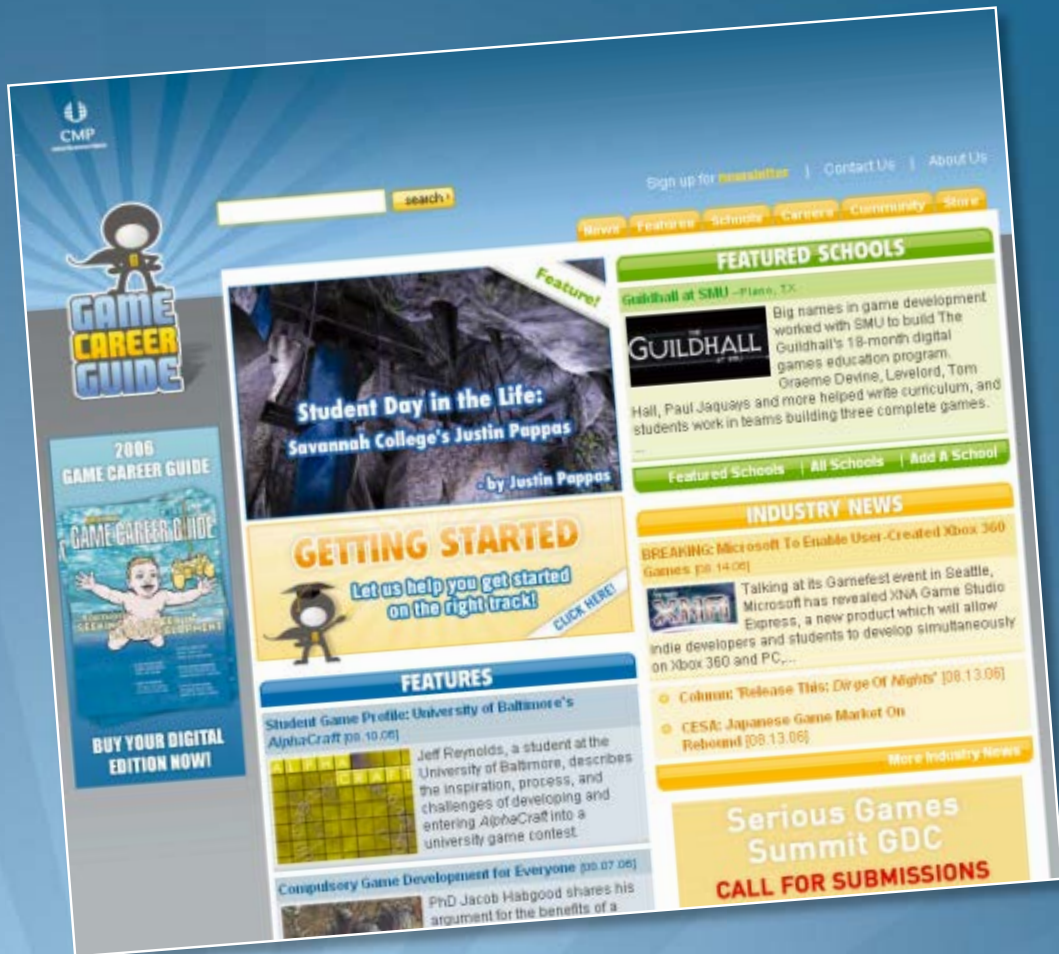 CMP
search
Sign up for newsletter | Contact Us | About Us
News Features Schools Careers Community Store
GAME
CAREER
GUIDE
2006
GAME CAREER GUIDE
GAME CAREER GUIDE
BUY YOUR DIGITAL
EDITION NOW!
Feature!
Student Day in the Life:
Savannah College's Justin Pappas
- by Justin Pappas
GETTING STARTED
Let us help you get started
on the right track!
CLICK HERE!
FEATURES
Student Game Profile: University of Baltimore's
AlphaCraft [08.10.06]
Jeff Reynolds, a student at the
University of Baltimore, describes
the inspiration, process, and
challenges of developing and
entering AlphaCraft into a
university game contest.
Compulsory Game Development for Everyone [08.07.06]
PhD Jacob Habgood shares his
argument for the benefits of a
FEATURED SCHOOLS
Guildhall at SMU –Plano, TX
THE
GUILDHALL
AT SMU
Big names in game development
worked with SMU to build The
Guildhall's 18-month digital
games education program.
Graeme Devine, Levelord, Tom
Hall, Paul Jaquays and more helped write curriculum, and
students work in teams building three complete games.
...
Featured Schools | All Schools | Add A School
INDUSTRY NEWS
BREAKING: Microsoft To Enable User-Created Xbox 360
Games [08.14.06]
XNA
Talking at its Gamefest event in Seattle,
Microsoft has revealed XNA Game Studio
Express, a new product which will allow
indie developers and students to develop simultaneously
on Xbox 360 and PC,...
Column: 'Release This: Dirge Of Nights' [08.13.06]
CESA: Japanese Game Market On
Rebound [08.13.06]
More Industry News
Serious Games
Summit GDC
CALL FOR SUBMISSIONS